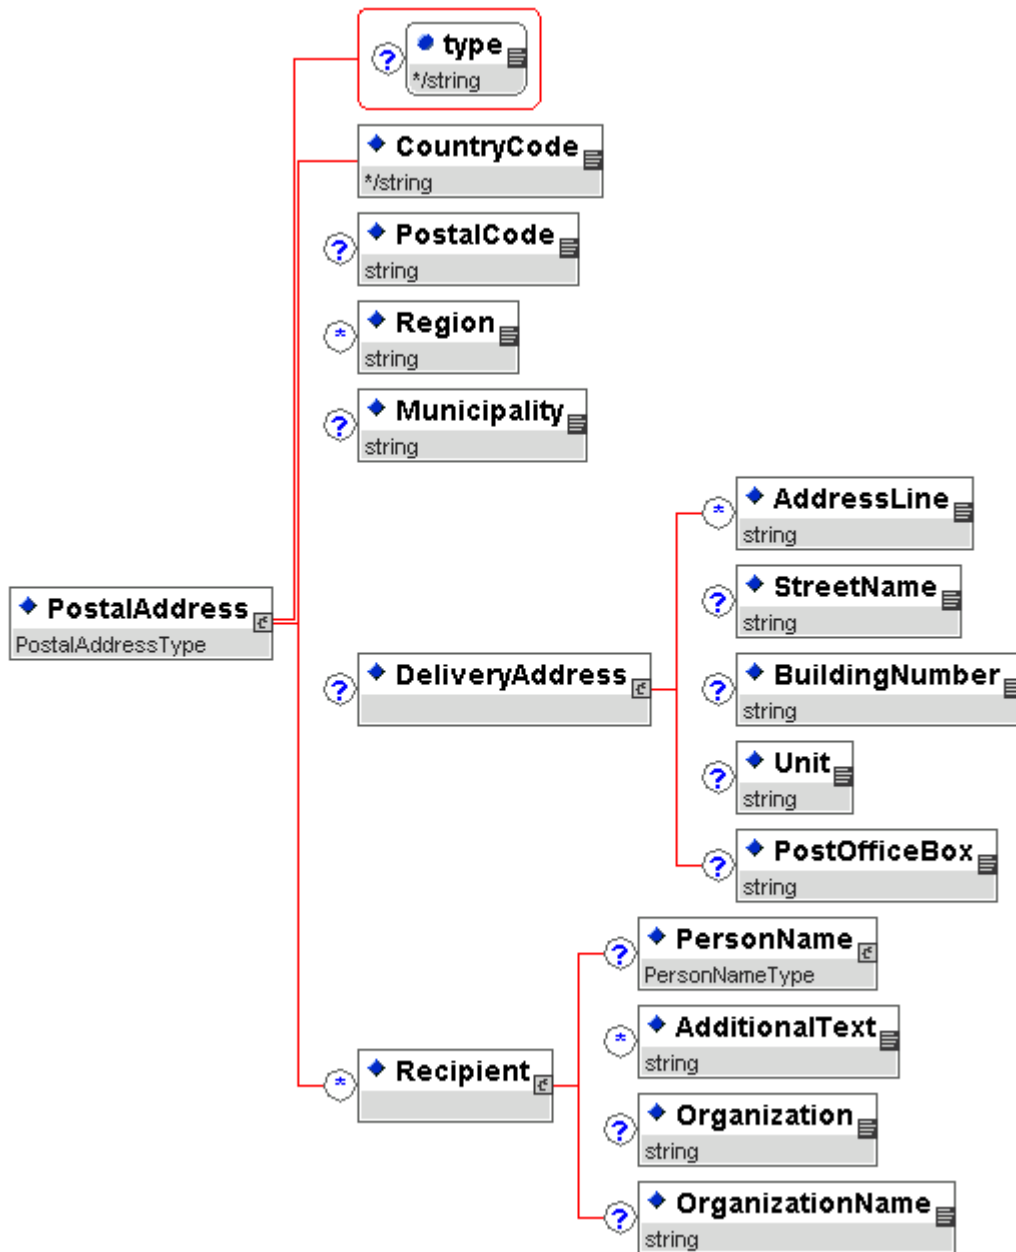 ?
type
*/string
CountryCode
*/string
?
PostalCode
string
*
Region
string
?
Municipality
string
*
AddressLine
string
?
StreetName
string
PostalAddress
PostalAddressType
?
DeliveryAddress
?
BuildingNumber
string
?
Unit
string
?
PostOfficeBox
string
?
PersonName
PersonNameType
*
Recipient
*
AdditionalText
string
?
Organization
string
?
OrganizationName
string